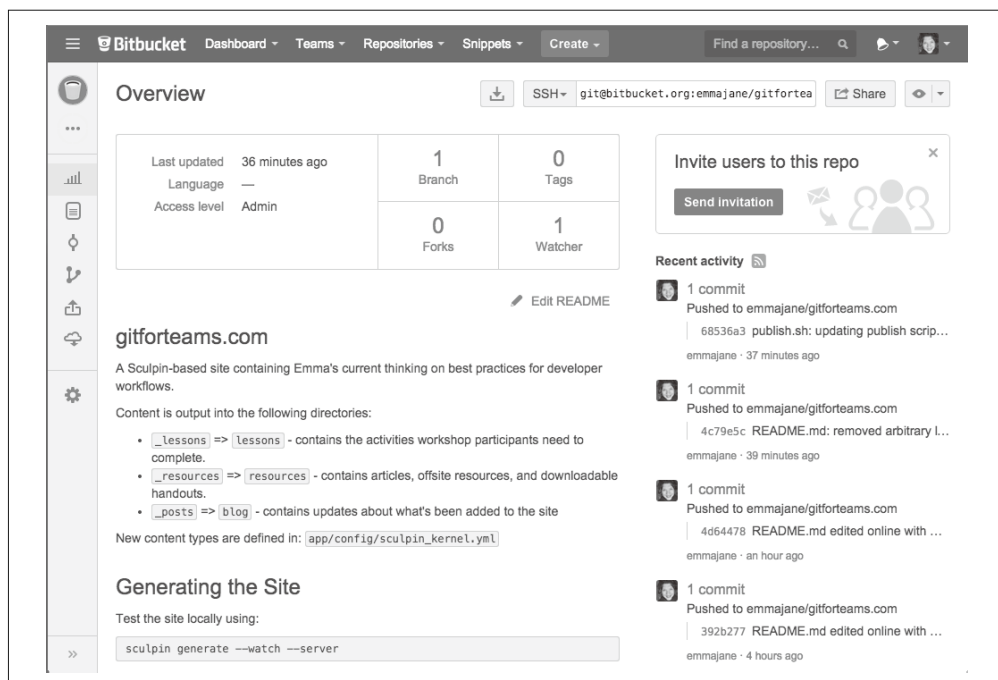 Bitbucket Dashboard Teams Repositories Snippets Create Find a repository...
Overview
SSH git@bitbucket.org:emmajane/gitfortea Share
Last updated 36 minutes ago
Language —
Access level Admin
1
Branch
0
Tags
0
Forks
1
Watcher
Edit README
gitforteams.com
A Sculpin-based site containing Emma's current thinking on best practices for developer
workflows.
Content is output into the following directories:
• _lessons => lessons - contains the activities workshop participants need to
complete.
• _resources => resources - contains articles, offsite resources, and downloadable
handouts.
• _posts => blog - contains updates about what's been added to the site
New content types are defined in: app/config/sculpin_kernel.yml
Generating the Site
Test the site locally using:
sculpin generate --watch --server
Invite users to this repo
Send invitation
Recent activity
1 commit
Pushed to emmajane/gitforteams.com
68536a3 publish.sh: updating publish scrip...
emmajane · 37 minutes ago
1 commit
Pushed to emmajane/gitforteams.com
4c79e5c README.md: removed arbitrary l...
emmajane · 39 minutes ago
1 commit
Pushed to emmajane/gitforteams.com
4d64478 README.md edited online with ...
emmajane · an hour ago
1 commit
Pushed to emmajane/gitforteams.com
392b277 README.md edited online with ...
emmajane · 4 hours ago